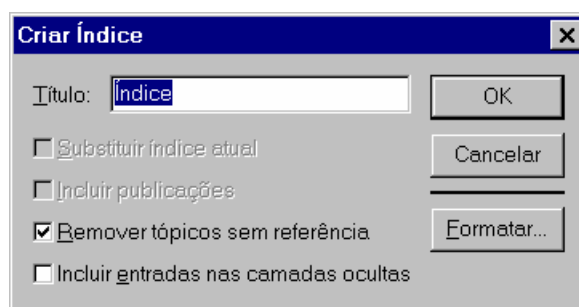 Criar Índice
Título: Índice
OK
Substituir índice atual
Cancelar
Incluir publicações
Remover tópicos sem referência
Formatar...
Incluir entradas nas camadas ocultas